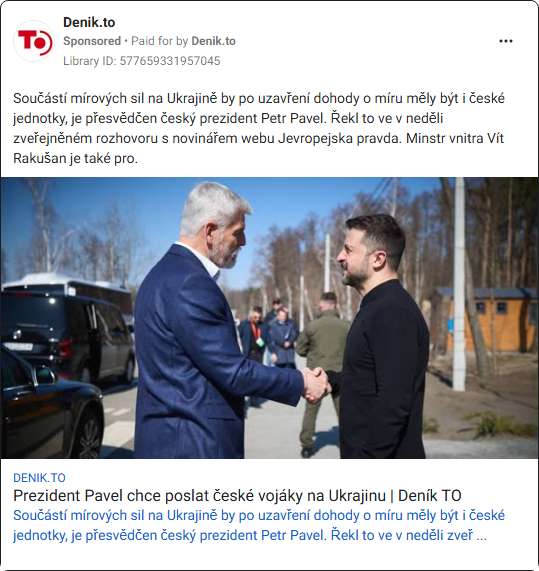 Denik.to
Sponsored • Paid for by Denik.to
Library ID: 577659331957045
Součástí mírových sil na Ukrajině by po uzavření dohody o míru měly být i české
jednotky, je přesvědčen český prezident Petr Pavel. Řekl to ve v neděli
zveřejněném rozhovoru s novinářem webu Jevropejska pravda. Minstr vnitra Vít
Rakušan je také pro.
DENIK.TO
Prezident Pavel chce poslat české vojáky na Ukrajinu | Deník TO
Součástí mírových sil na Ukrajině by po uzavření dohody o míru měly být i české
jednotky, je přesvědčen český prezident Petr Pavel. Řekl to ve v neděli zveř ...